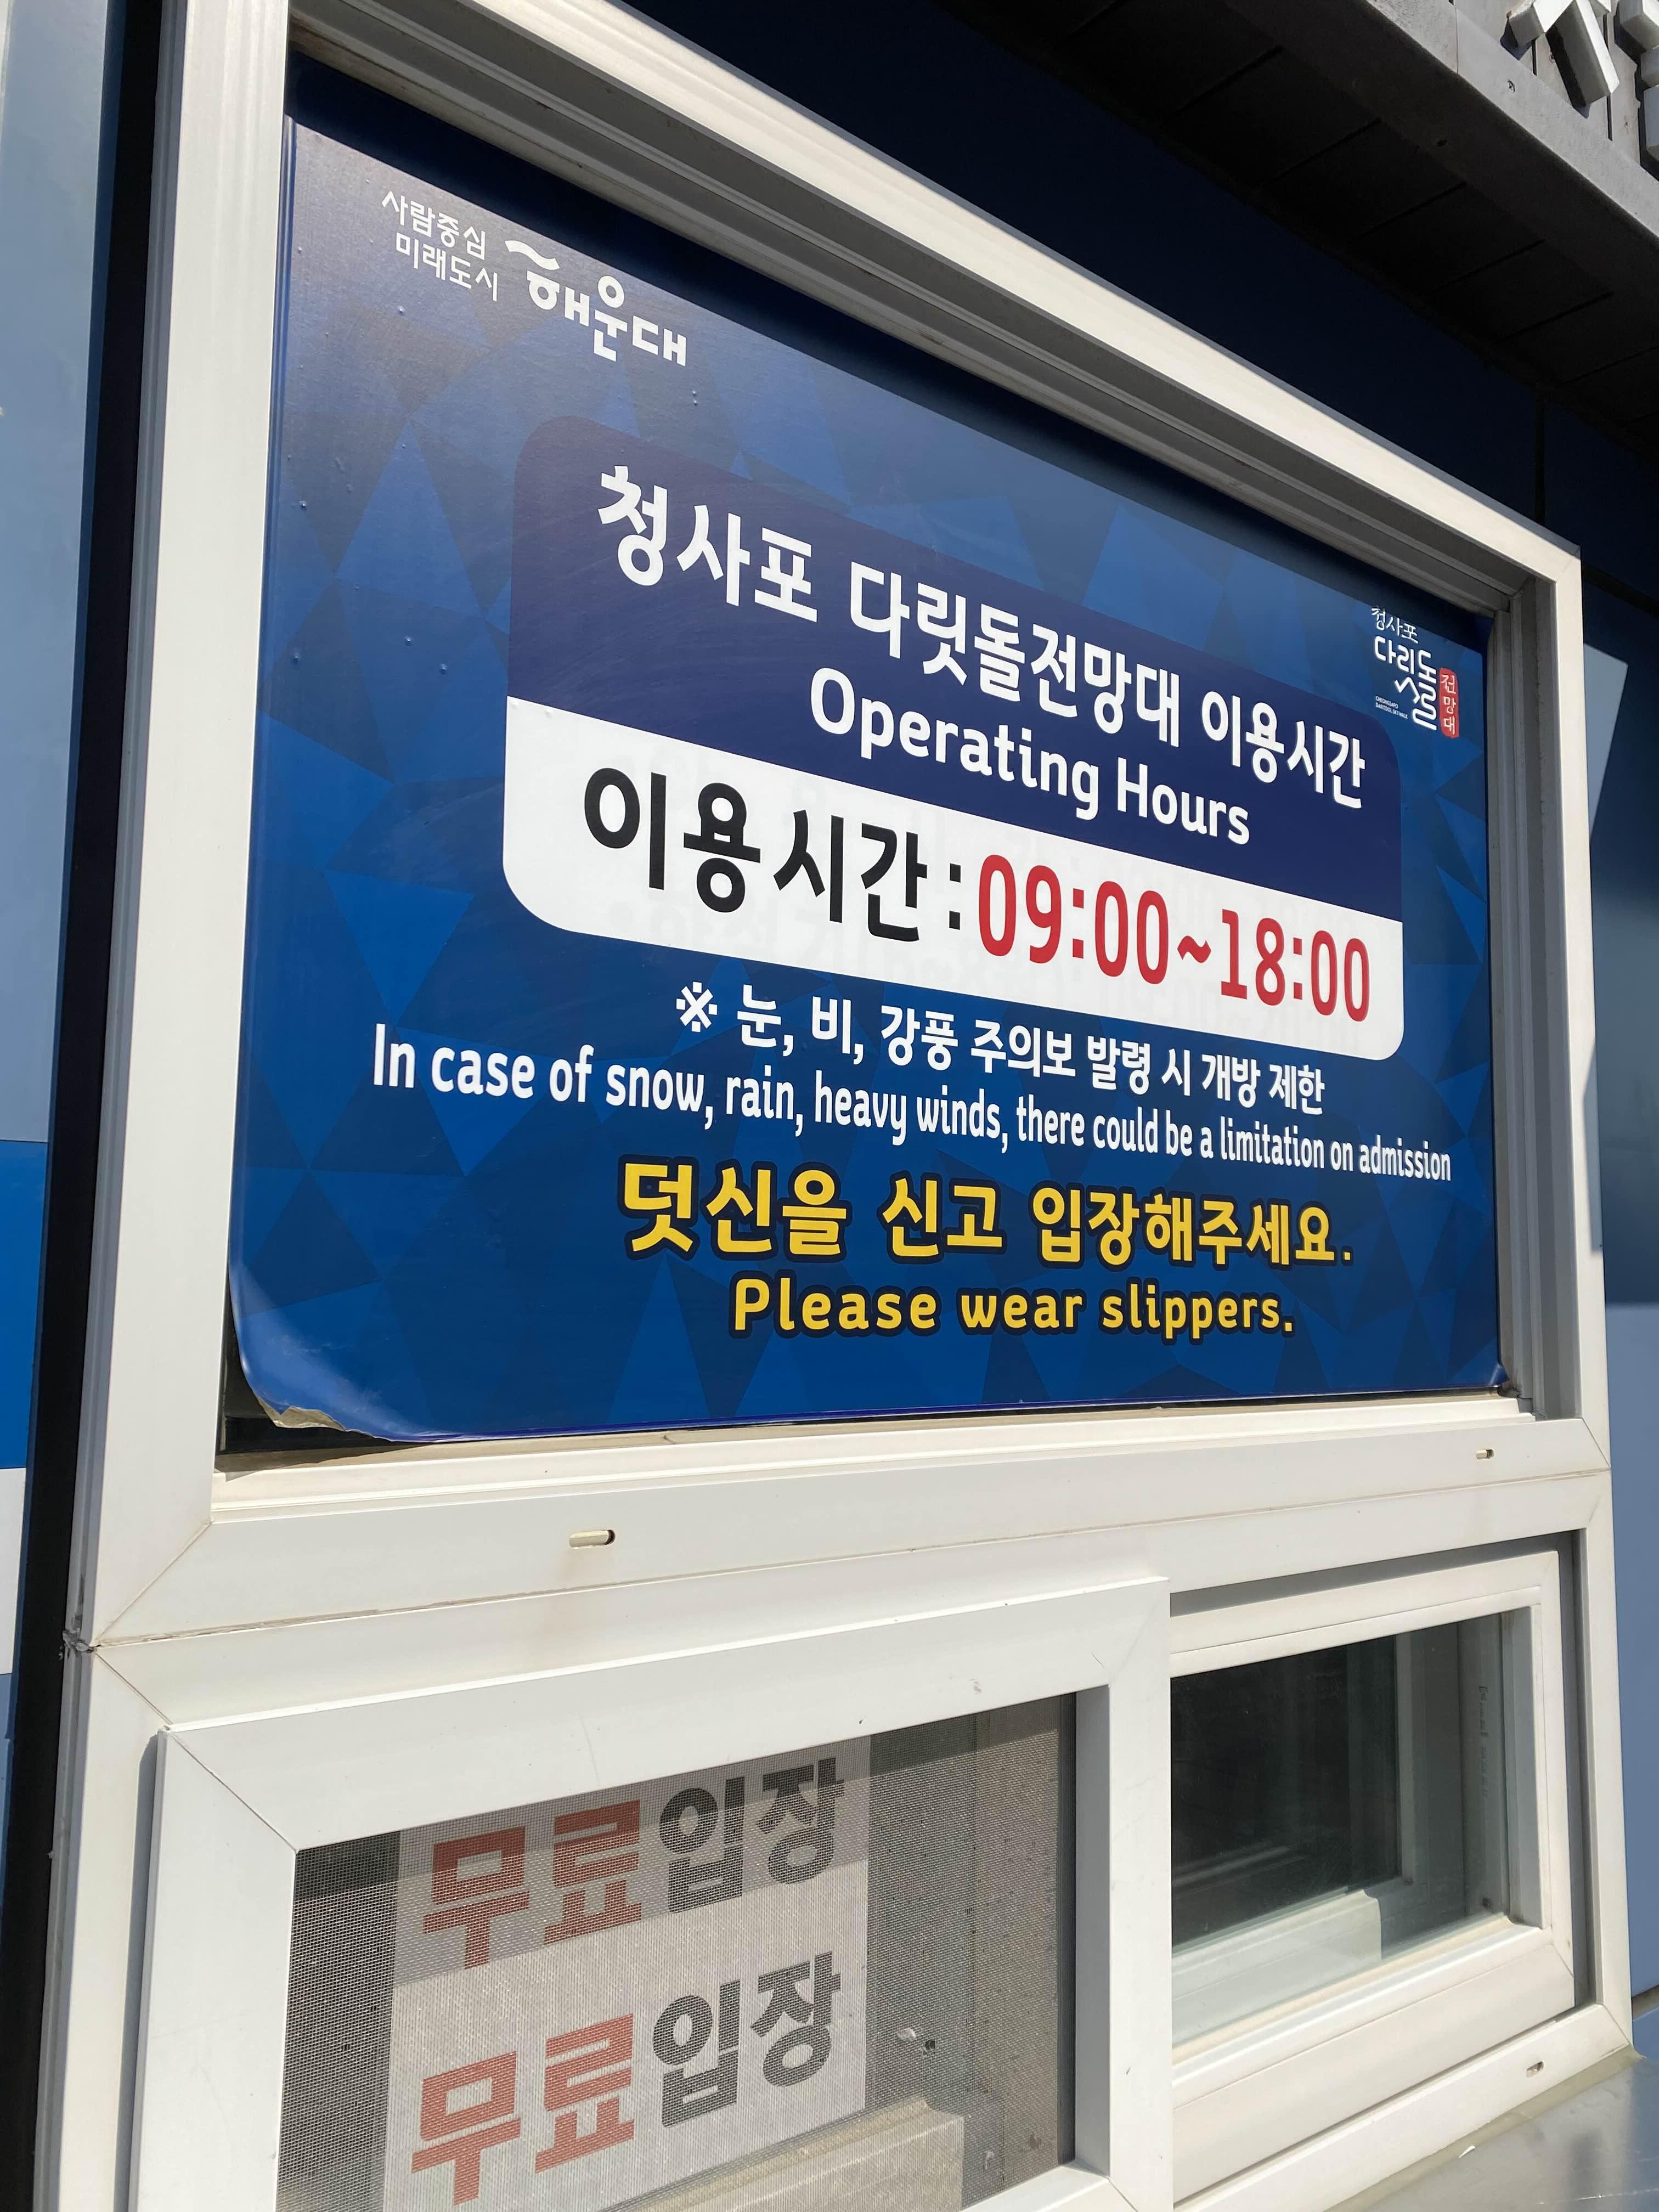 사람중심
미래도시
해운대
청사포
다릿돌
전망대
청사포 다릿돌전망대 이용시간
Operating Hours
이용시간 : 09:00~18:00
※ 눈, 비, 강풍 주의보 발령 시 개방 제한
In case of snow, rain, heavy winds, there could be a limitation on admission
덧신을 신고 입장해주세요.
Please wear slippers.
무료입장
무료입장